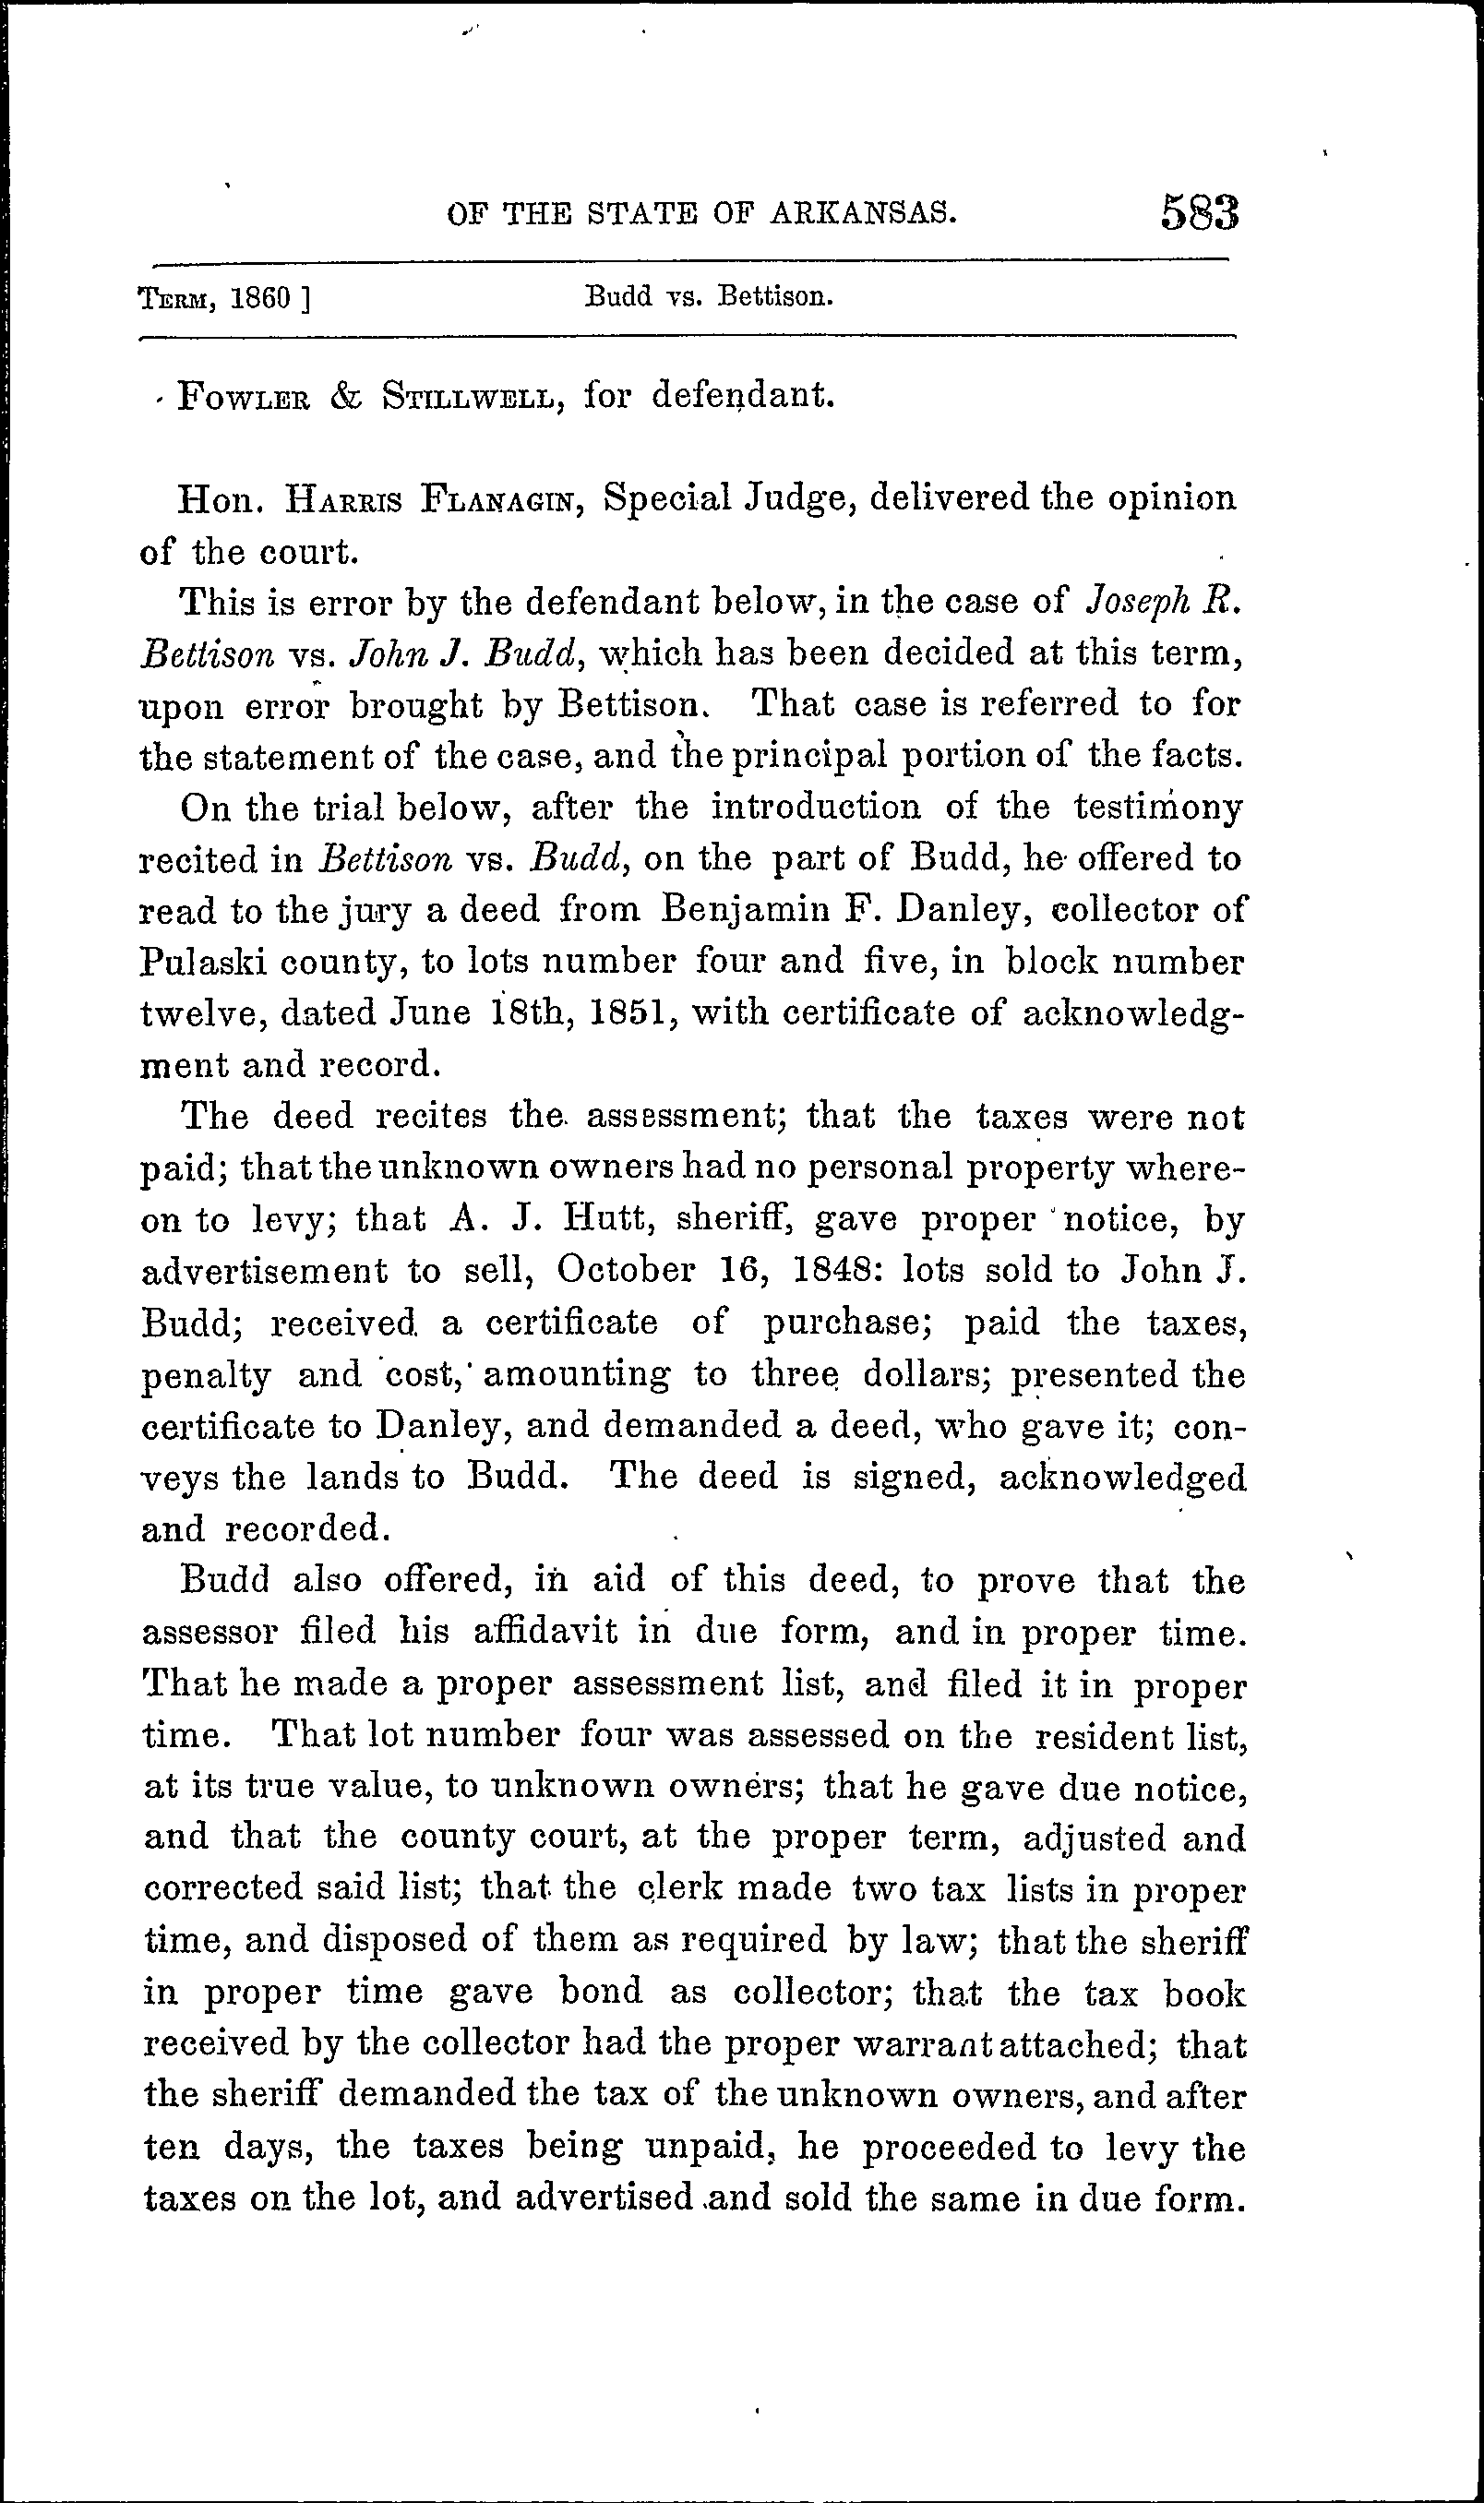 OF THE STATE OF ARKANSAS. 583
TERM, 1860 ] Budd vs. Bettison.
FOWLER & STILLWELL, for defendant.
Hon. HARRIS FLANAGIN, Special Judge, delivered the opinion
of the court.
This is error by the defendant below, in the case of Joseph R.
Bettison vs. John J. Budd, which has been decided at this term,
upon error brought by Bettison. That case is referred to for
the statement of the case, and the principal portion of the facts.
On the trial below, after the introduction of the testimony
recited in Bettison vs. Budd, on the part of Budd, he offered to
read to the jury a deed from Benjamin F. Danley, collector of
Pulaski county, to lots number four and five, in block number
twelve, dated June 18th, 1851, with certificate of acknowledg-
ment and record.
The deed recites the assessment; that the taxes were not
paid; that the unknown owners had no personal property where-
on to levy; that A. J. Hutt, sheriff, gave proper notice, by
advertisement to sell, October 16, 1848: lots sold to John J.
Budd; received a certificate of purchase; paid the taxes,
penalty and cost, amounting to three dollars; presented the
certificate to Danley, and demanded a deed, who gave it; con-
veys the lands to Budd. The deed is signed, acknowledged
and recorded.
Budd also offered, in aid of this deed, to prove that the
assessor filed his affidavit in due form, and in proper time.
That he made a proper assessment list, and filed it in proper
time. That lot number four was assessed on the resident list,
at its true value, to unknown owners; that he gave due notice,
and that the county court, at the proper term, adjusted and
corrected said list; that the clerk made two tax lists in proper
time, and disposed of them as required by law; that the sheriff
in proper time gave bond as collector; that the tax book
received by the collector had the proper warrant attached; that
the sheriff demanded the tax of the unknown owners, and after
ten days, the taxes being unpaid, he proceeded to levy the
taxes on the lot, and advertised and sold the same in due form.